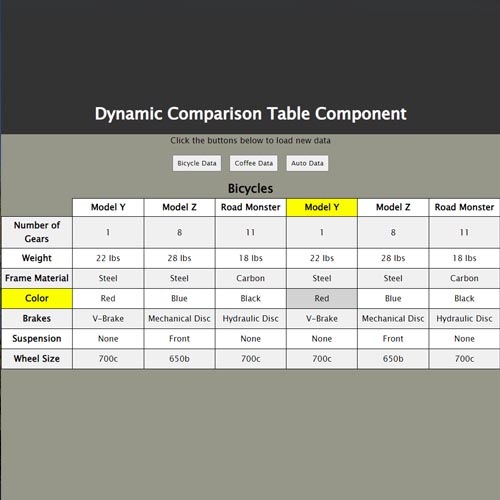 Dynamic Comparison Table Component
Click the buttons below to load new data
Bicycle Data Coffee Data Auto Data
Bicycles
Model Y Model Z Road Monster Model Y Model Z Road Monster
Number of
Gears 1 8 11 1 8 11
Weight 22 lbs 28 lbs 18 lbs 22 lbs 28 lbs 18 lbs
Frame Material Steel Steel Carbon Steel Steel Carbon
Color Red Blue Black Red Blue Black
Brakes V-Brake Mechanical Disc Hydraulic Disc V-Brake Mechanical Disc Hydraulic Disc
Suspension None Front None None Front None
Wheel Size 700c 650b 700c 700c 650b 700c